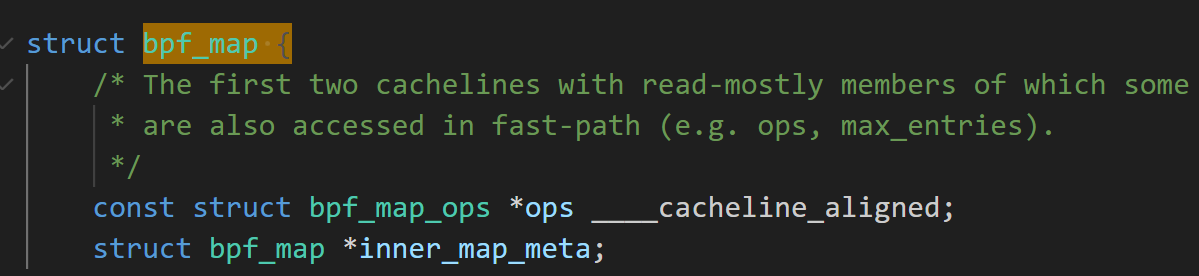 struct bpf_map {
/* The first two cachelines with read-mostly members of which some
* are also accessed in fast-path (e.g. ops, max_entries).
*/
const struct bpf_map_ops *ops ____cacheline_aligned;
struct bpf_map *inner_map_meta;